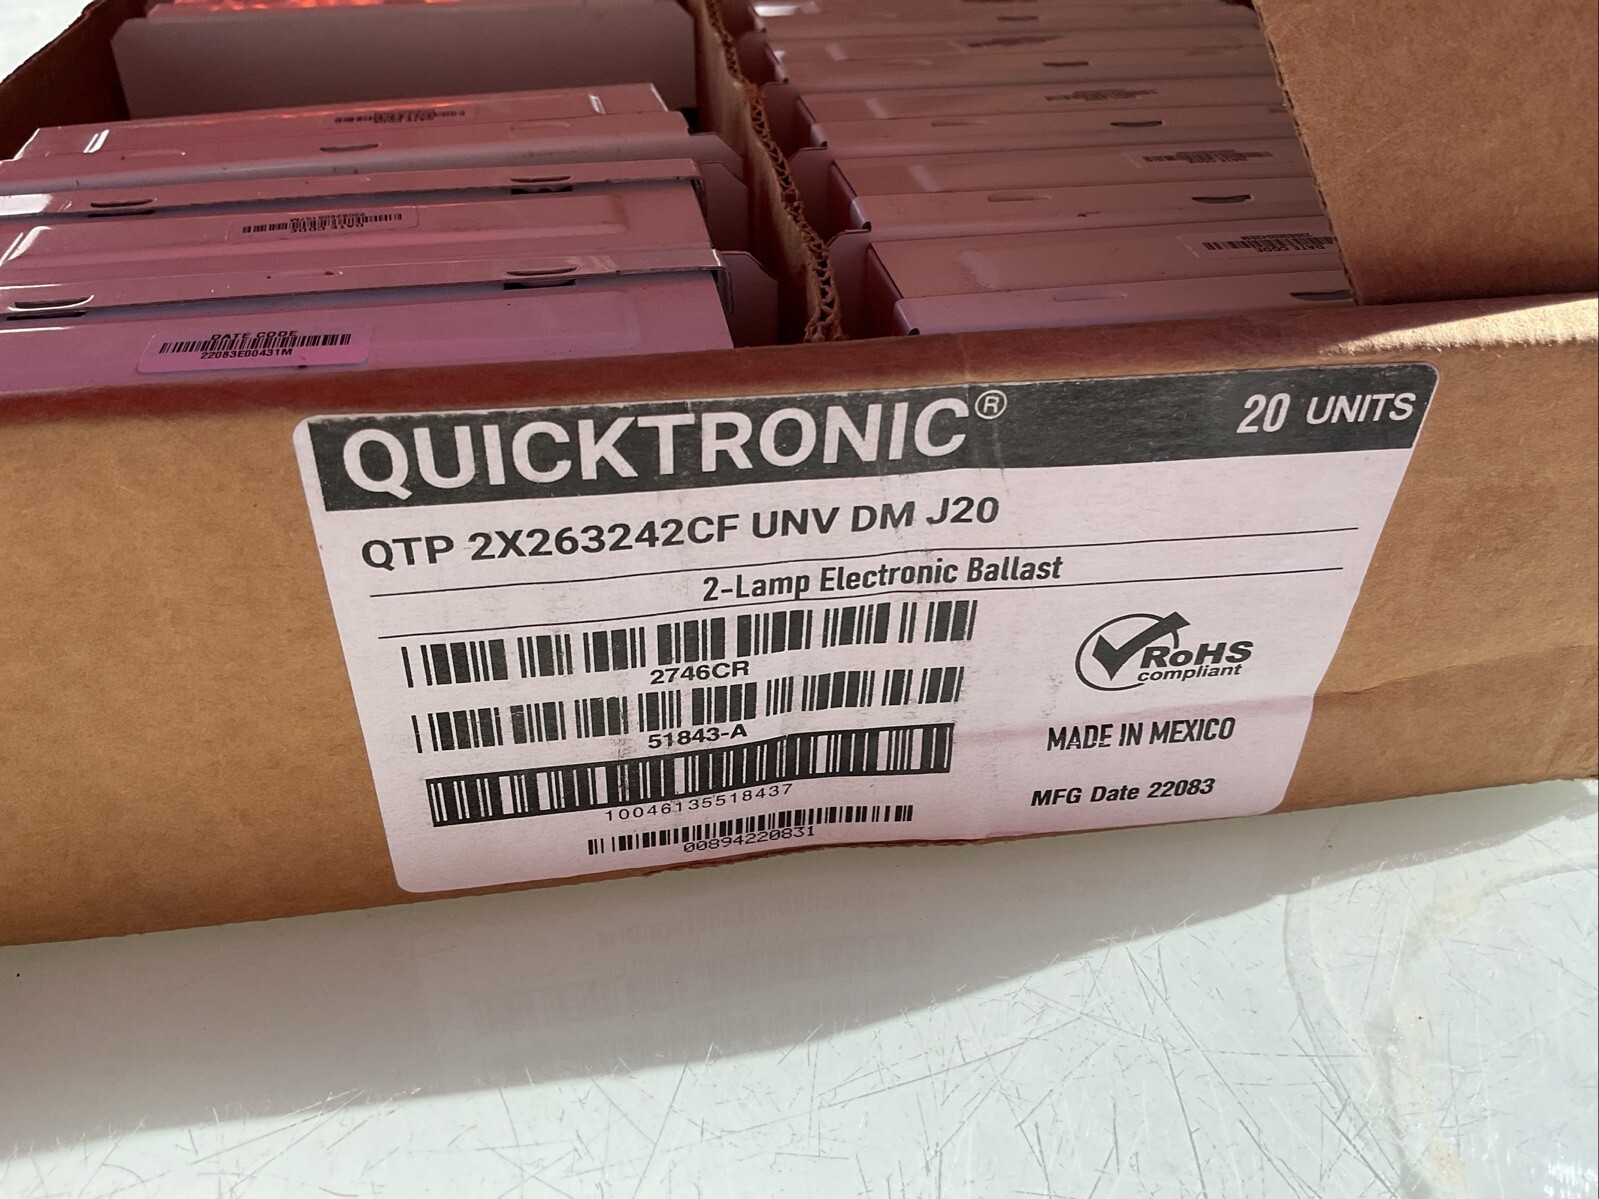 DATE CODE
22083E00431M
QUICKTRONIC®
20 UNITS
QTP 2X263242CF UNV DM J20
2-Lamp Electronic Ballast
2746CR
51843-A
10046135518437
00894220831
RoHS
compliant
MADE IN MEXICO
MFG Date 22083